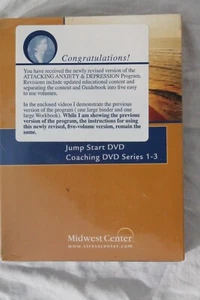 Congratulations!
You have received the newly revised version of the
ATTACKING ANXIETY & DEPRESSION Program.
Revisions include updated educational content and
separating the content and Guidebook into five easy
to use volumes.
In the enclosed videos I demonstrate the previous
version of the program ( one large binder and one
large Workbook). While I am showing the previous
version of the program, the instructions for using
this newly revised, five-volume version, remain the
same.
Jump Start DVD
Coaching DVD Series 1-3
Midwest Center
www.stresscenter.com